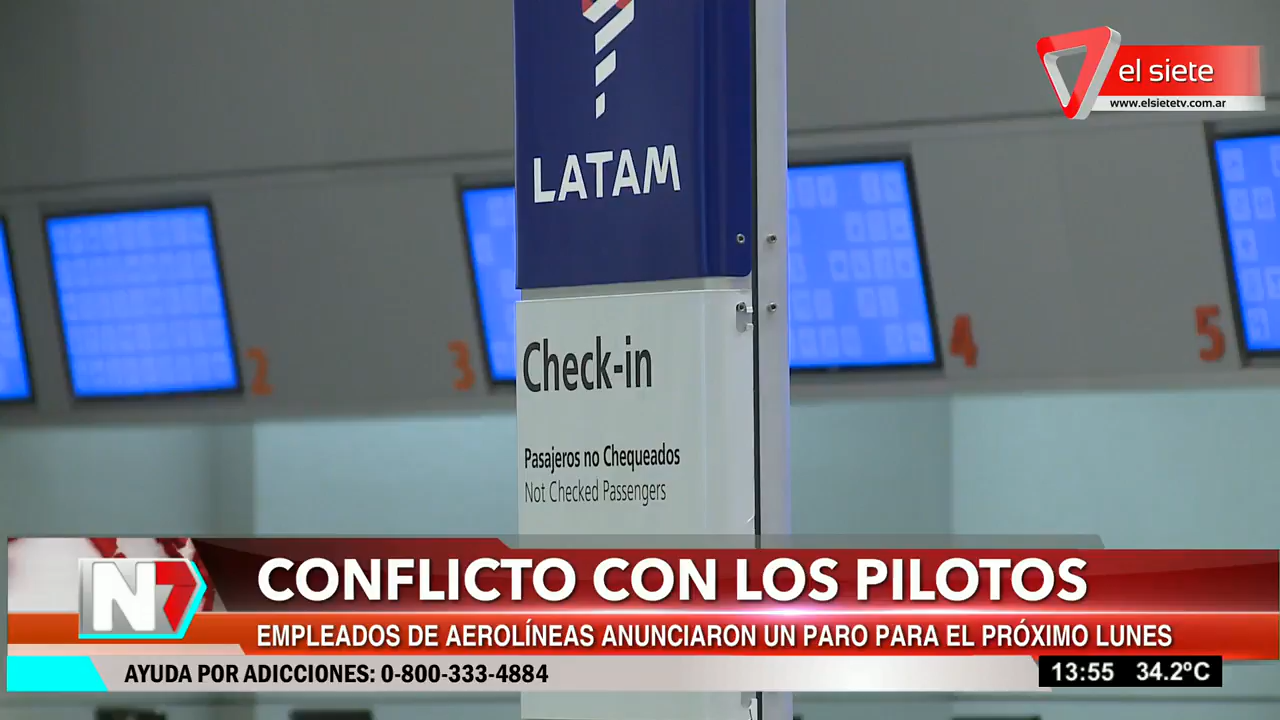 el siete
www.elsietetv.com.ar
LATAM
2
3
4
5
Check-in
Pasajeros no Chequeados
Not Checked Passengers
N7
CONFLICTO CON LOS PILOTOS
EMPLEADOS DE AEROLÍNEAS ANUNCIARON UN PARO PARA EL PRÓXIMO LUNES
AYUDA POR ADICCIONES: 0-800-333-4884
13:55 34.2ºC